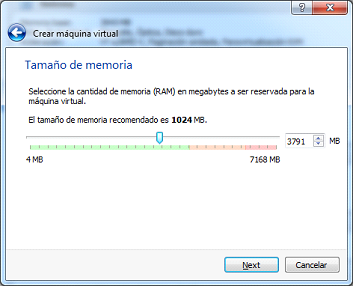 Crear máquina virtual
Tamaño de memoria
Seleccione la cantidad de memoria (RAM) en megabytes a ser reservada para la
máquina virtual.
El tamaño de memoria recomendado es 1024 MB.
3791 MB
4 MB 7168 MB
Next Cancelar